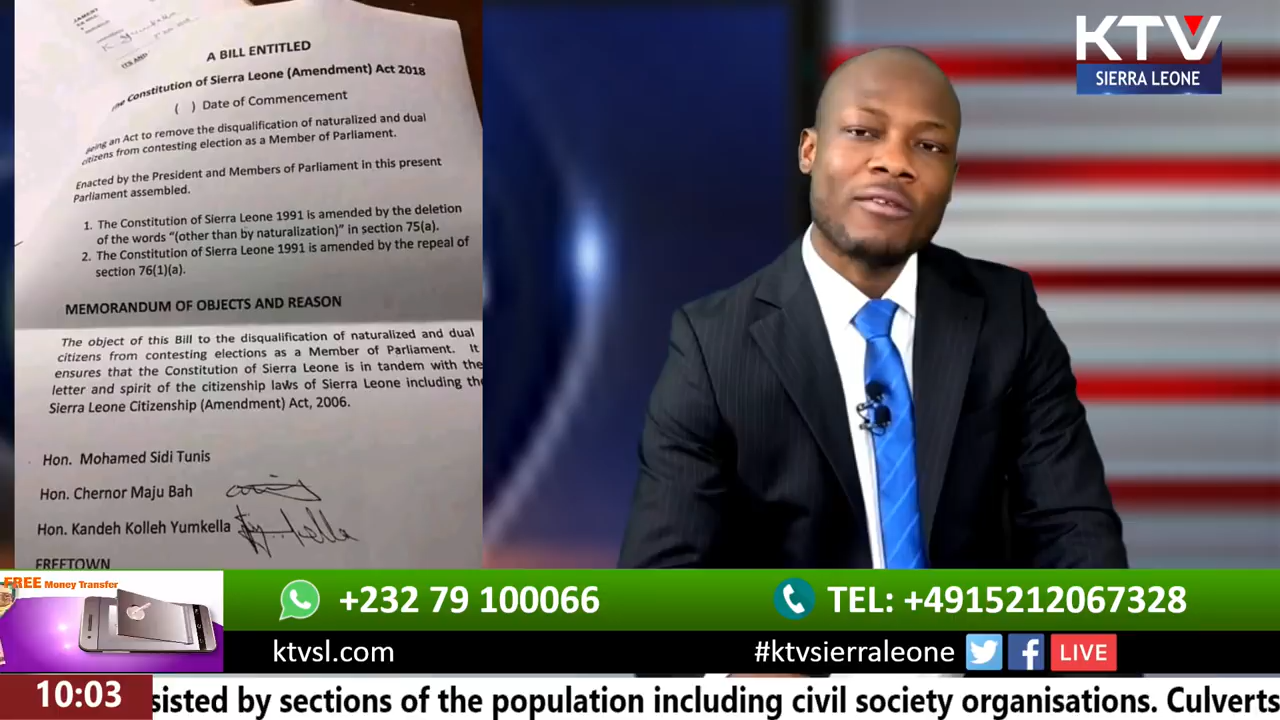 A BILL ENTITLED
The Constitution of Sierra Leone (Amendment) Act 2018
( ) Date of Commencement
Being an Act to remove the disqualification of naturalized and dual
citizens from contesting election as a Member of Parliament.
Enacted by the President and Members of Parliament in this present
Parliament assembled.
1. The Constitution of Sierra Leone 1991 is amended by the deletion
of the words "(other than by naturalization)" in section 75(a).
2. The Constitution of Sierra Leone 1991 is amended by the repeal of
section 76(1)(a).
MEMORANDUM OF OBJECTS AND REASON
The object of this Bill to the disqualification of naturalized and dual
citizens from contesting elections as a Member of Parliament. It
ensures that the Constitution of Sierra Leone is in tandem with the
letter and spirit of the citizenship laws of Sierra Leone including the
Sierra Leone Citizenship (Amendment) Act, 2006.
Hon. Mohamed Sidi Tunis
Hon. Chernor Maju Bah
Hon. Kandeh Kolleh Yumkella
FREETOWN
KTV
SIERRA LEONE
FREE Money Transfer
+232 79 100066
TEL: +4915212067328
ktvsl.com
#ktvsierraleone
LIVE
10:03
sisted by sections of the population including civil society organisations. Culverts